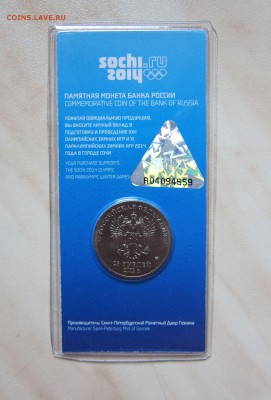 COINS.LAVE.RU
sochi.ru
2014
ПАМЯТНАЯ МОНЕТА БАНКА РОССИИ
COMMEMORATIVE COIN OF THE BANK OF RUSSIA
ПОКУПАЯ ОФИЦИАЛЬНУЮ ПРОДУКЦИЮ,
ВЫ ВНОСИТЕ ЛИЧНЫЙ ВКЛАД В
ПОДГОТОВКУ И ПРОВЕДЕНИЕ XXII
ОЛИМПИЙСКИХ ЗИМНИХ ИГР И XI
ПАРАЛИМПИЙСКИХ ЗИМНИХ ИГР 2014
ГОДА В ГОРОДЕ СОЧИ
YOUR PURCHASE SUPPORTS
THE SOCHI 2014 OLYMPIC
AND PARALYMPIC WINTER GAMES
RO4094859
РОССИЙСКАЯ ФЕДЕРАЦИЯ
25 РУБЛЕЙ
Производитель: Санкт-Петербургский Монетный Двор Гознака
Manufacturer: Saint-Petersburg Mint of Goznak